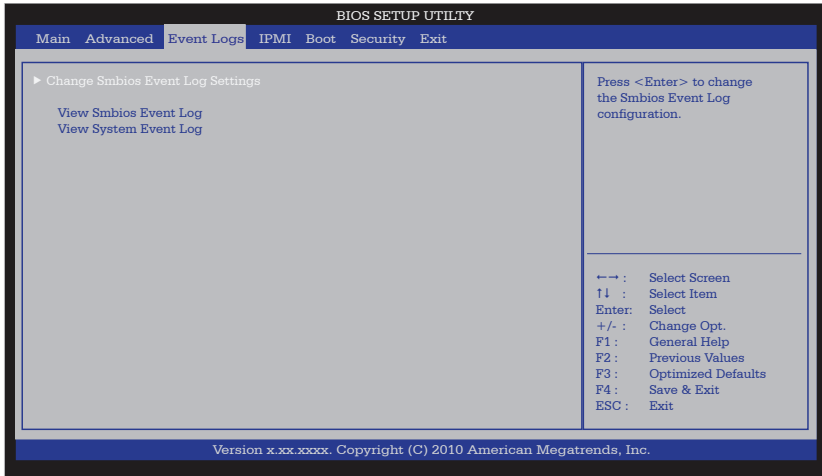 BIOS SETUP UTILTY
Main Advanced Event Logs IPMI Boot Security Exit
▶ Change Smbios Event Log Settings
View Smbios Event Log
View System Event Log
Press <Enter> to change
the Smbios Event Log
configuration.
←→ : Select Screen
↑↓ : Select Item
Enter: Select
+/- : Change Opt.
F1 : General Help
F2 : Previous Values
F3 : Optimized Defaults
F4 : Save & Exit
ESC : Exit
Version x.xx.xxxx. Copyright (C) 2010 American Megatrends, Inc.